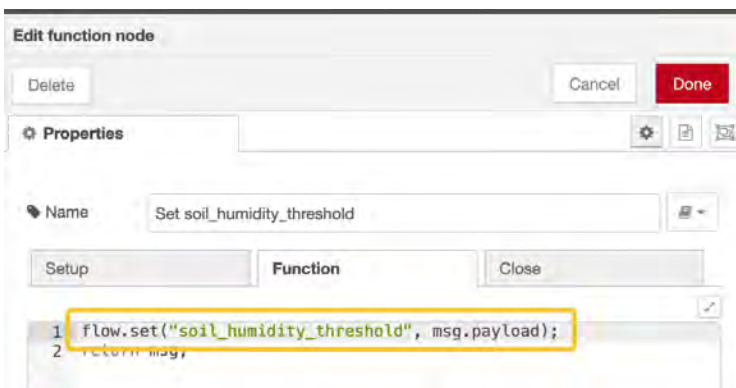 Edit function node
Delete Cancel Done
Properties
Name Set soil_humidity_threshold
Setup Function Close
1 flow.set("soil_humidity_threshold", msg.payload);
2 return msg;